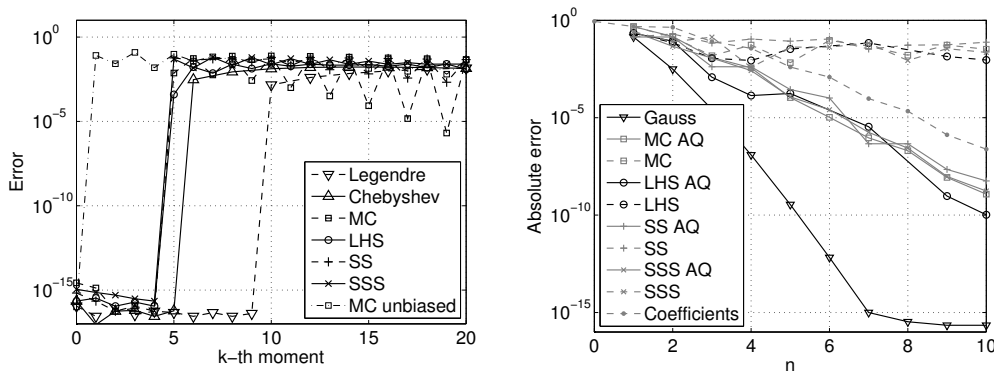 10^0
10^-5
10^-10
10^-15
Error
0
5
10
15
20
k−th moment
Legendre
Chebyshev
MC
LHS
SS
SSS
MC unbiased
10^0
10^-5
10^-10
10^-15
Absolute error
0
2
4
6
8
10
n
Gauss
MC AQ
MC
LHS AQ
LHS
SS AQ
SS
SSS AQ
SSS
Coefficients